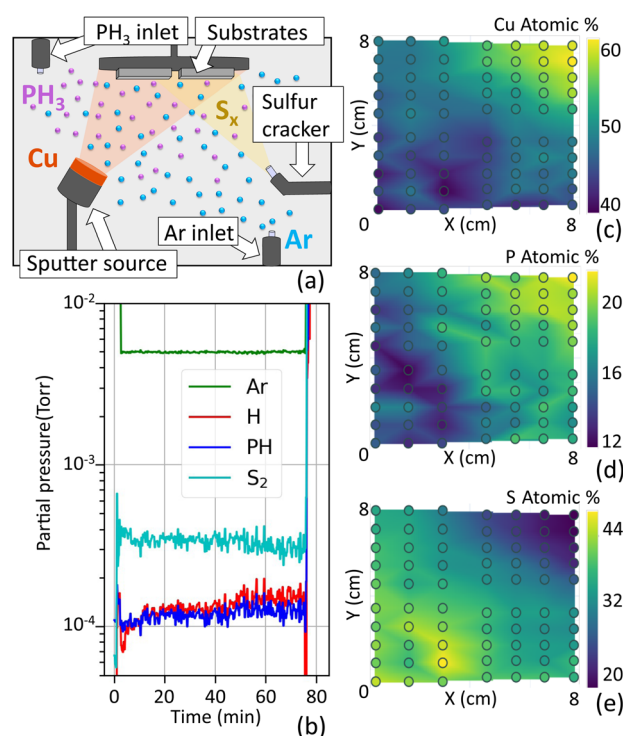 PH3 inlet
Substrates
PH3
Sx
Sulfur
cracker
Cu
Ar inlet
Ar
Sputter source
(a)
Partial pressure(Torr)
10-2
10-3
10-4
Ar
H
PH
S2
0
20
40
60
80
Time (min)
(b)
Cu Atomic %
8
Y (cm)
0
X (cm)
8
60
50
40
(c)
P Atomic %
8
Y (cm)
0
X (cm)
8
20
16
12
(d)
S Atomic %
8
Y (cm)
0
X (cm)
8
44
32
20
(e)